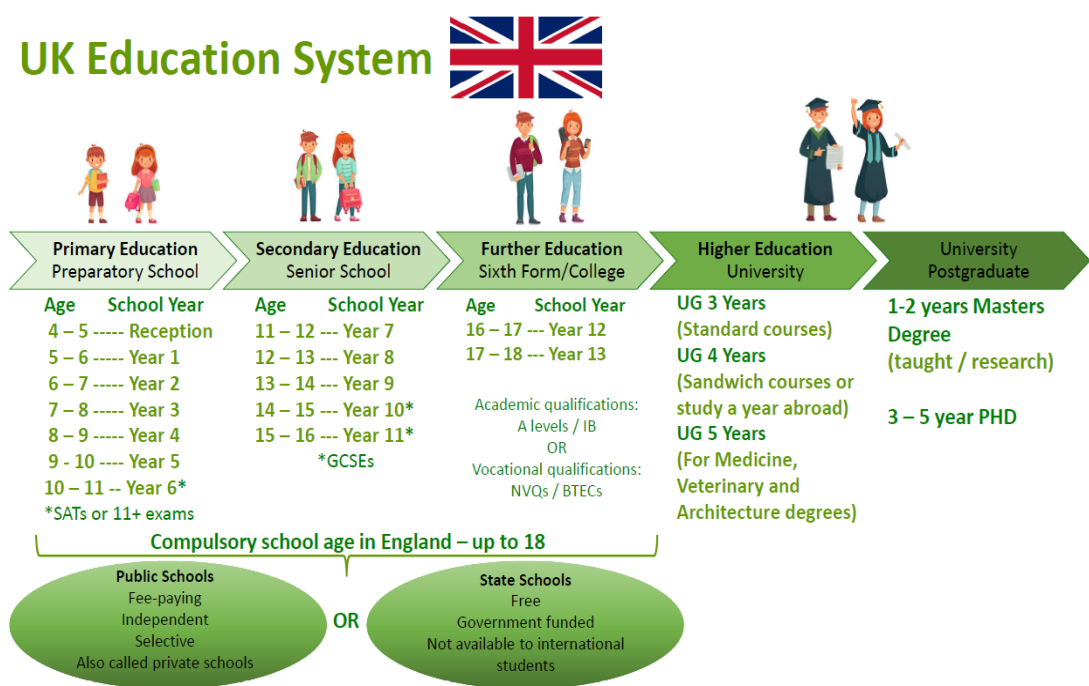 UK Education System
Primary Education
Preparatory School
Age School Year
4 – 5 ----- Reception
5 – 6 ----- Year 1
6 – 7 ----- Year 2
7 – 8 ----- Year 3
8 – 9 ----- Year 4
9 - 10 ---- Year 5
10 – 11 -- Year 6*
*SATs or 11+ exams
Secondary Education
Senior School
Age School Year
11 – 12 --- Year 7
12 – 13 --- Year 8
13 – 14 --- Year 9
14 – 15 --- Year 10*
15 – 16 --- Year 11*
*GCSEs
Further Education
Sixth Form/College
Age School Year
16 – 17 --- Year 12
17 – 18 --- Year 13
Academic qualifications:
A levels / IB
OR
Vocational qualifications:
NVQs / BTECs
Higher Education
University
UG 3 Years
(Standard courses)
UG 4 Years
(Sandwich courses or
study a year abroad)
UG 5 Years
(For Medicine,
Veterinary and
Architecture degrees)
University
Postgraduate
1-2 years Masters
Degree
(taught / research)
3 – 5 year PHD
Compulsory school age in England – up to 18
Public Schools
Fee-paying
Independent
Selective
Also called private schools
OR
State Schools
Free
Government funded
Not available to international
students